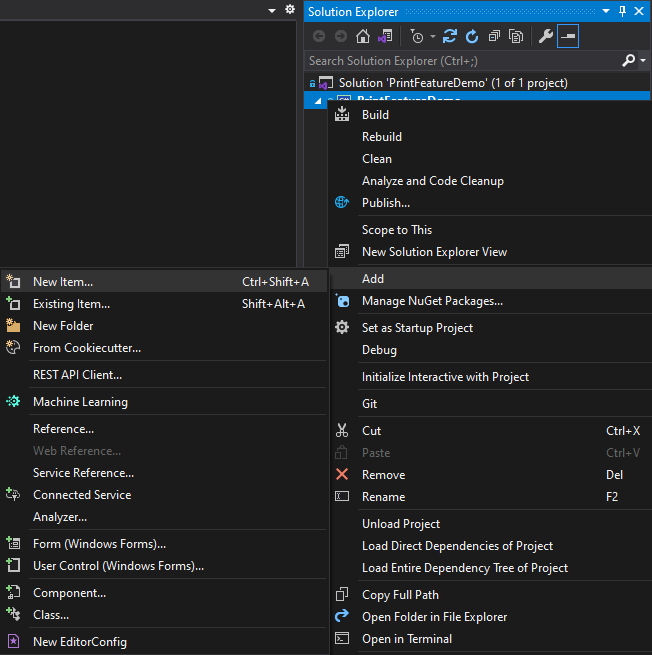 Solution Explorer
Search Solution Explorer (Ctrl+;)
Solution 'PrintFeatureDemo' (1 of 1 project)
PrintFeatureDemo
Build
Rebuild
Clean
Analyze and Code Cleanup
Publish...
Scope to This
New Solution Explorer View
Add
Manage NuGet Packages...
Set as Startup Project
Debug
Initialize Interactive with Project
Git
Cut Ctrl+X
Paste Ctrl+V
Remove Del
Rename F2
Unload Project
Load Direct Dependencies of Project
Load Entire Dependency Tree of Project
Copy Full Path
Open Folder in File Explorer
Open in Terminal
New Item... Ctrl+Shift+A
Existing Item... Shift+Alt+A
New Folder
From Cookiecutter...
REST API Client...
Machine Learning
Reference...
Web Reference...
Service Reference...
Connected Service
Analyzer...
Form (Windows Forms)...
User Control (Windows Forms)...
Component...
Class...
New EditorConfig